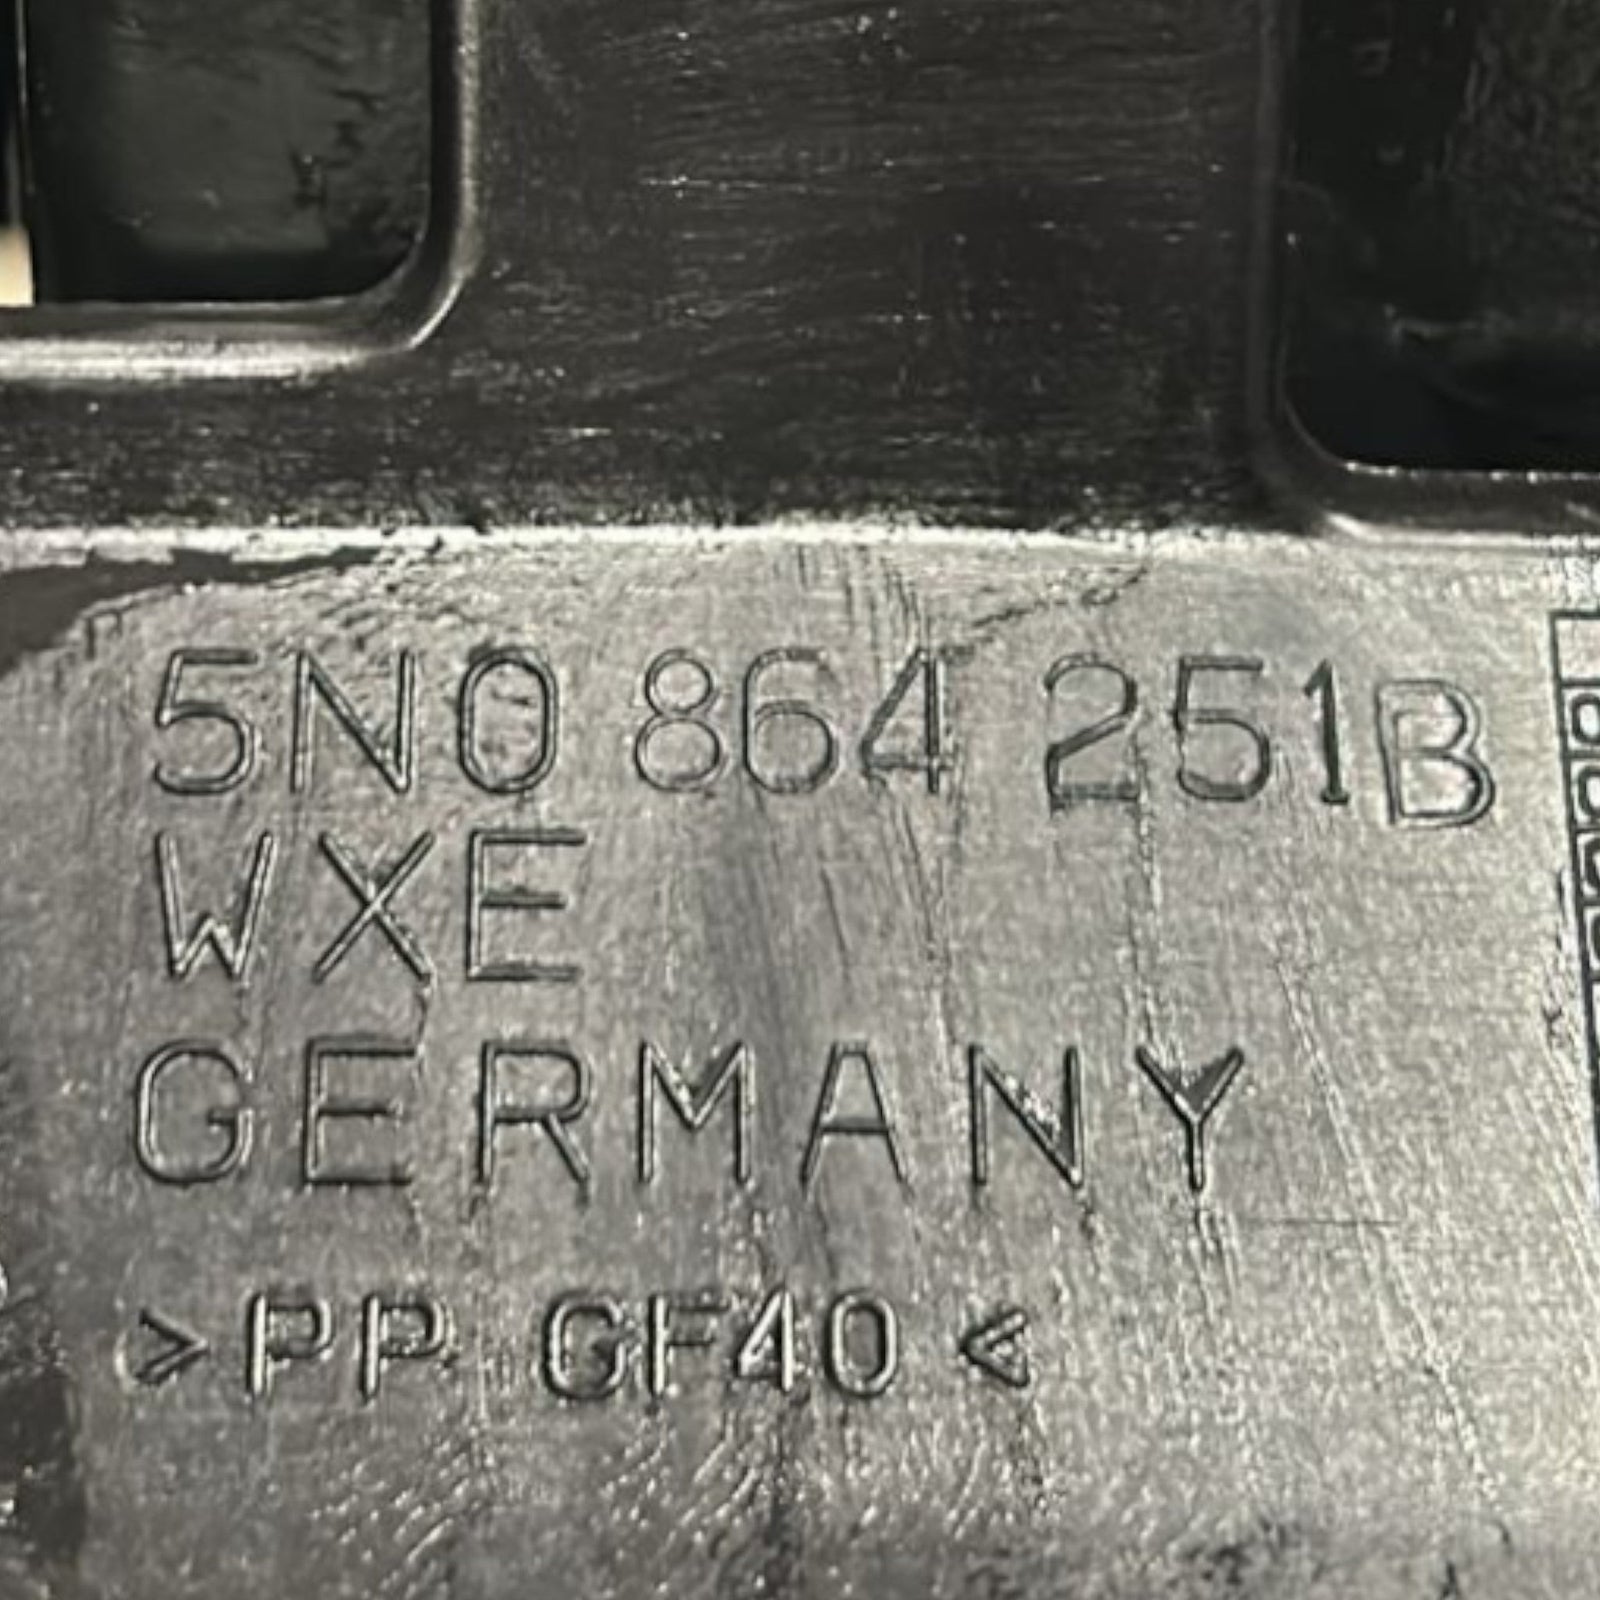 5N0 864 251B
WXE
GERMANY
>PP GF40<